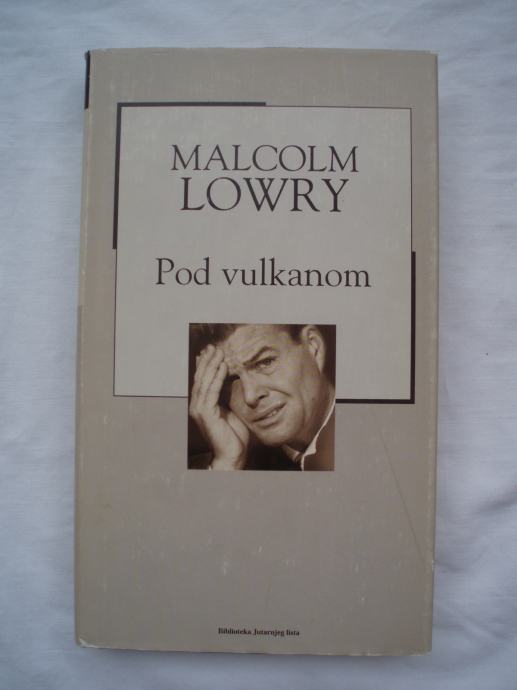 MALCOLM
LOWRY
Pod vulkanom
Biblioteka Jutarnjeg lista